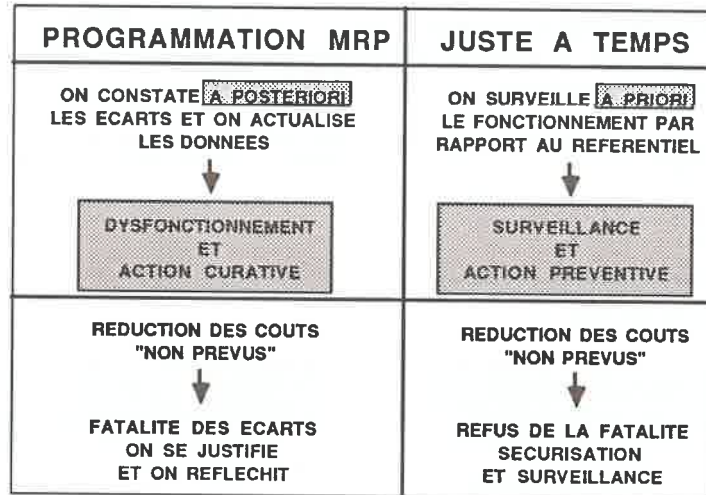 PROGRAMMATION MRP
ON CONSTATE A POSTERIORI
LES ECARTS ET ON ACTUALISE
LES DONNEES
DYSFONCTIONNEMENT
ET
ACTION CURATIVE
REDUCTION DES COUTS
"NON PREVUS"
FATALITE DES ECARTS
ON SE JUSTIFIE
ET ON REFLECHIT
JUSTE A TEMPS
ON SURVEILLE A PRIORI
LE FONCTIONNEMENT PAR
RAPPORT AU REFERENTIEL
SURVEILLANCE
ET
ACTION PREVENTIVE
REDUCTION DES COUTS
"NON PREVUS"
REFUS DE LA FATALITE
SECURISATION
ET SURVEILLANCE